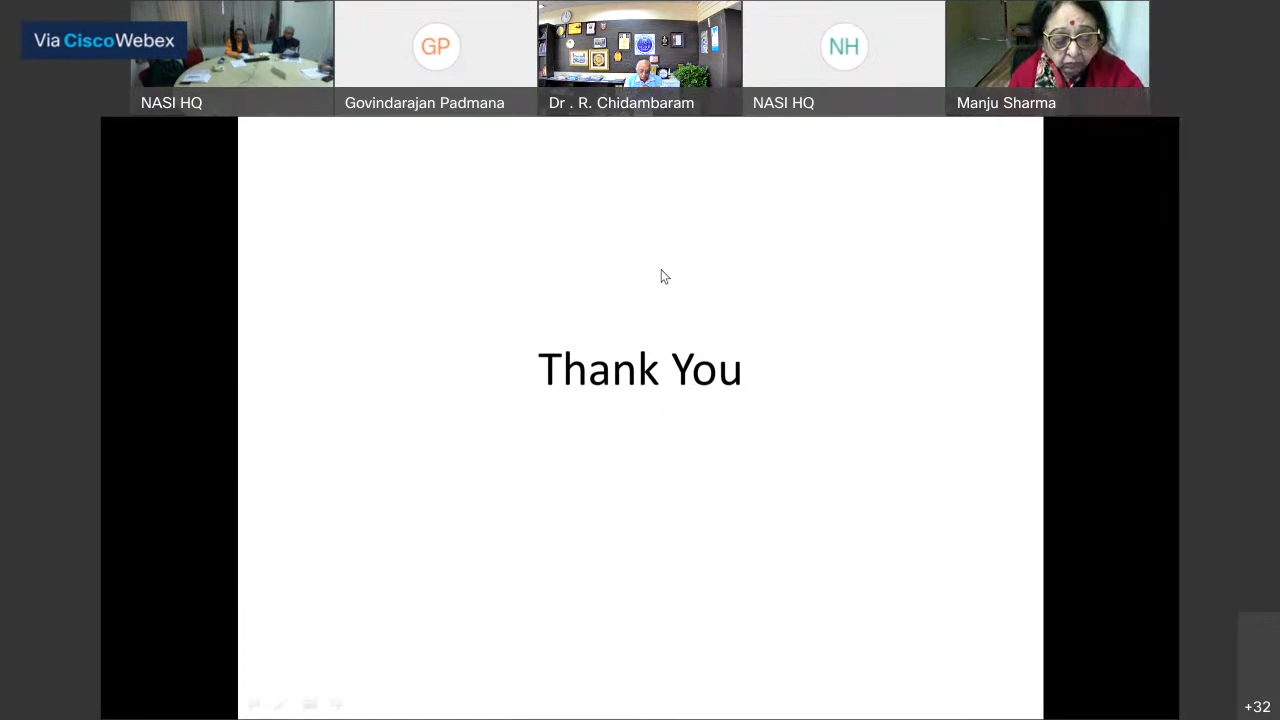 Via CiscoWebex
GP
NH
NASI HQ
Govindarajan Padmana
Dr . R. Chidambaram
NASI HQ
Manju Sharma
Thank You
+32